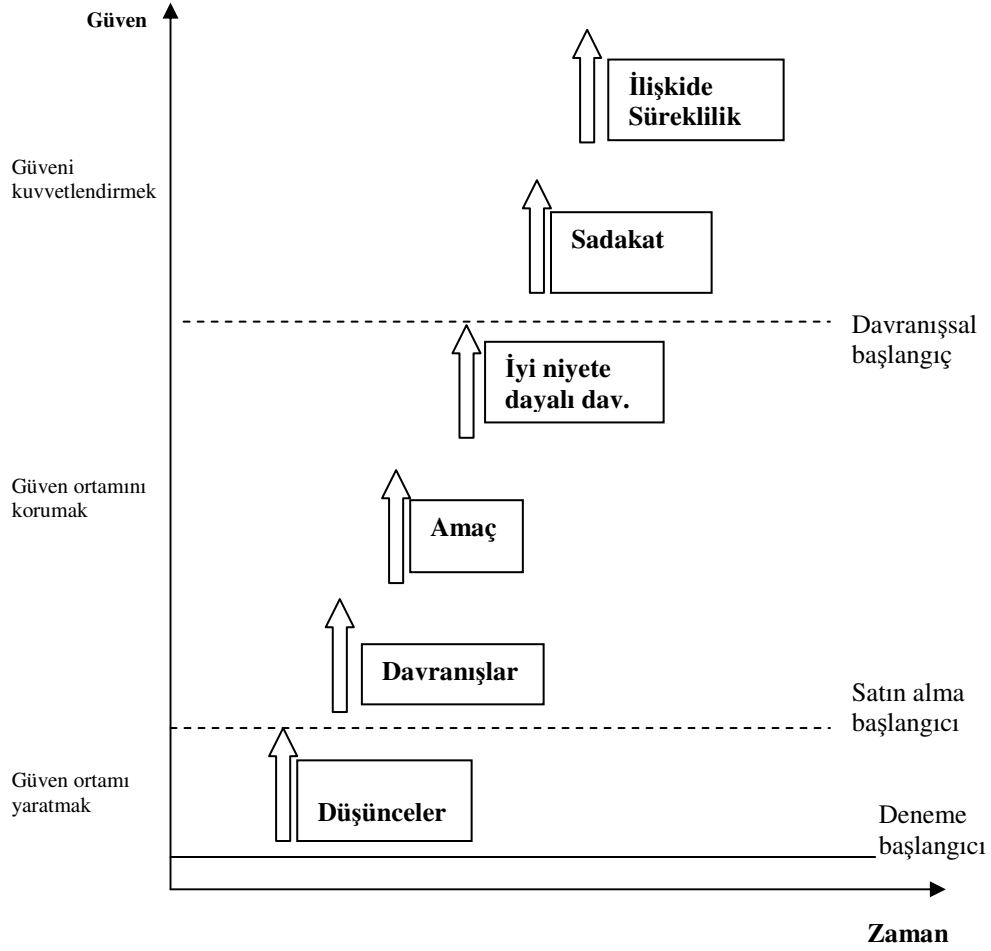 Güven
İlişkide
Süreklilik
Güveni
kuvvetlendirmek
Sadakat
Davranışsal
başlangıç
İyi niyete
dayalı dav.
Güven ortamını
korumak
Amaç
Davranışlar
Satın alma
başlangıcı
Güven ortamı
yaratmak
Düşünceler
Deneme
başlangıcı
Zaman